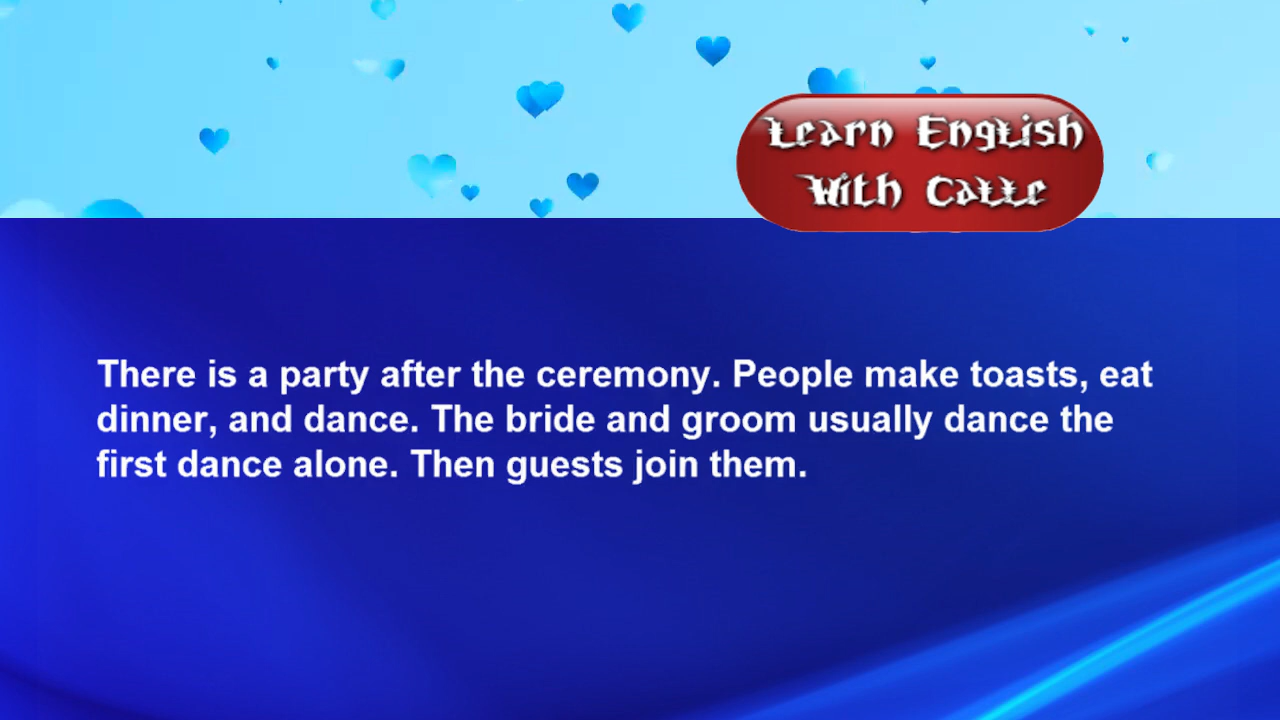 Learn English
With Calle
There is a party after the ceremony. People make toasts, eat
dinner, and dance. The bride and groom usually dance the
first dance alone. Then guests join them.